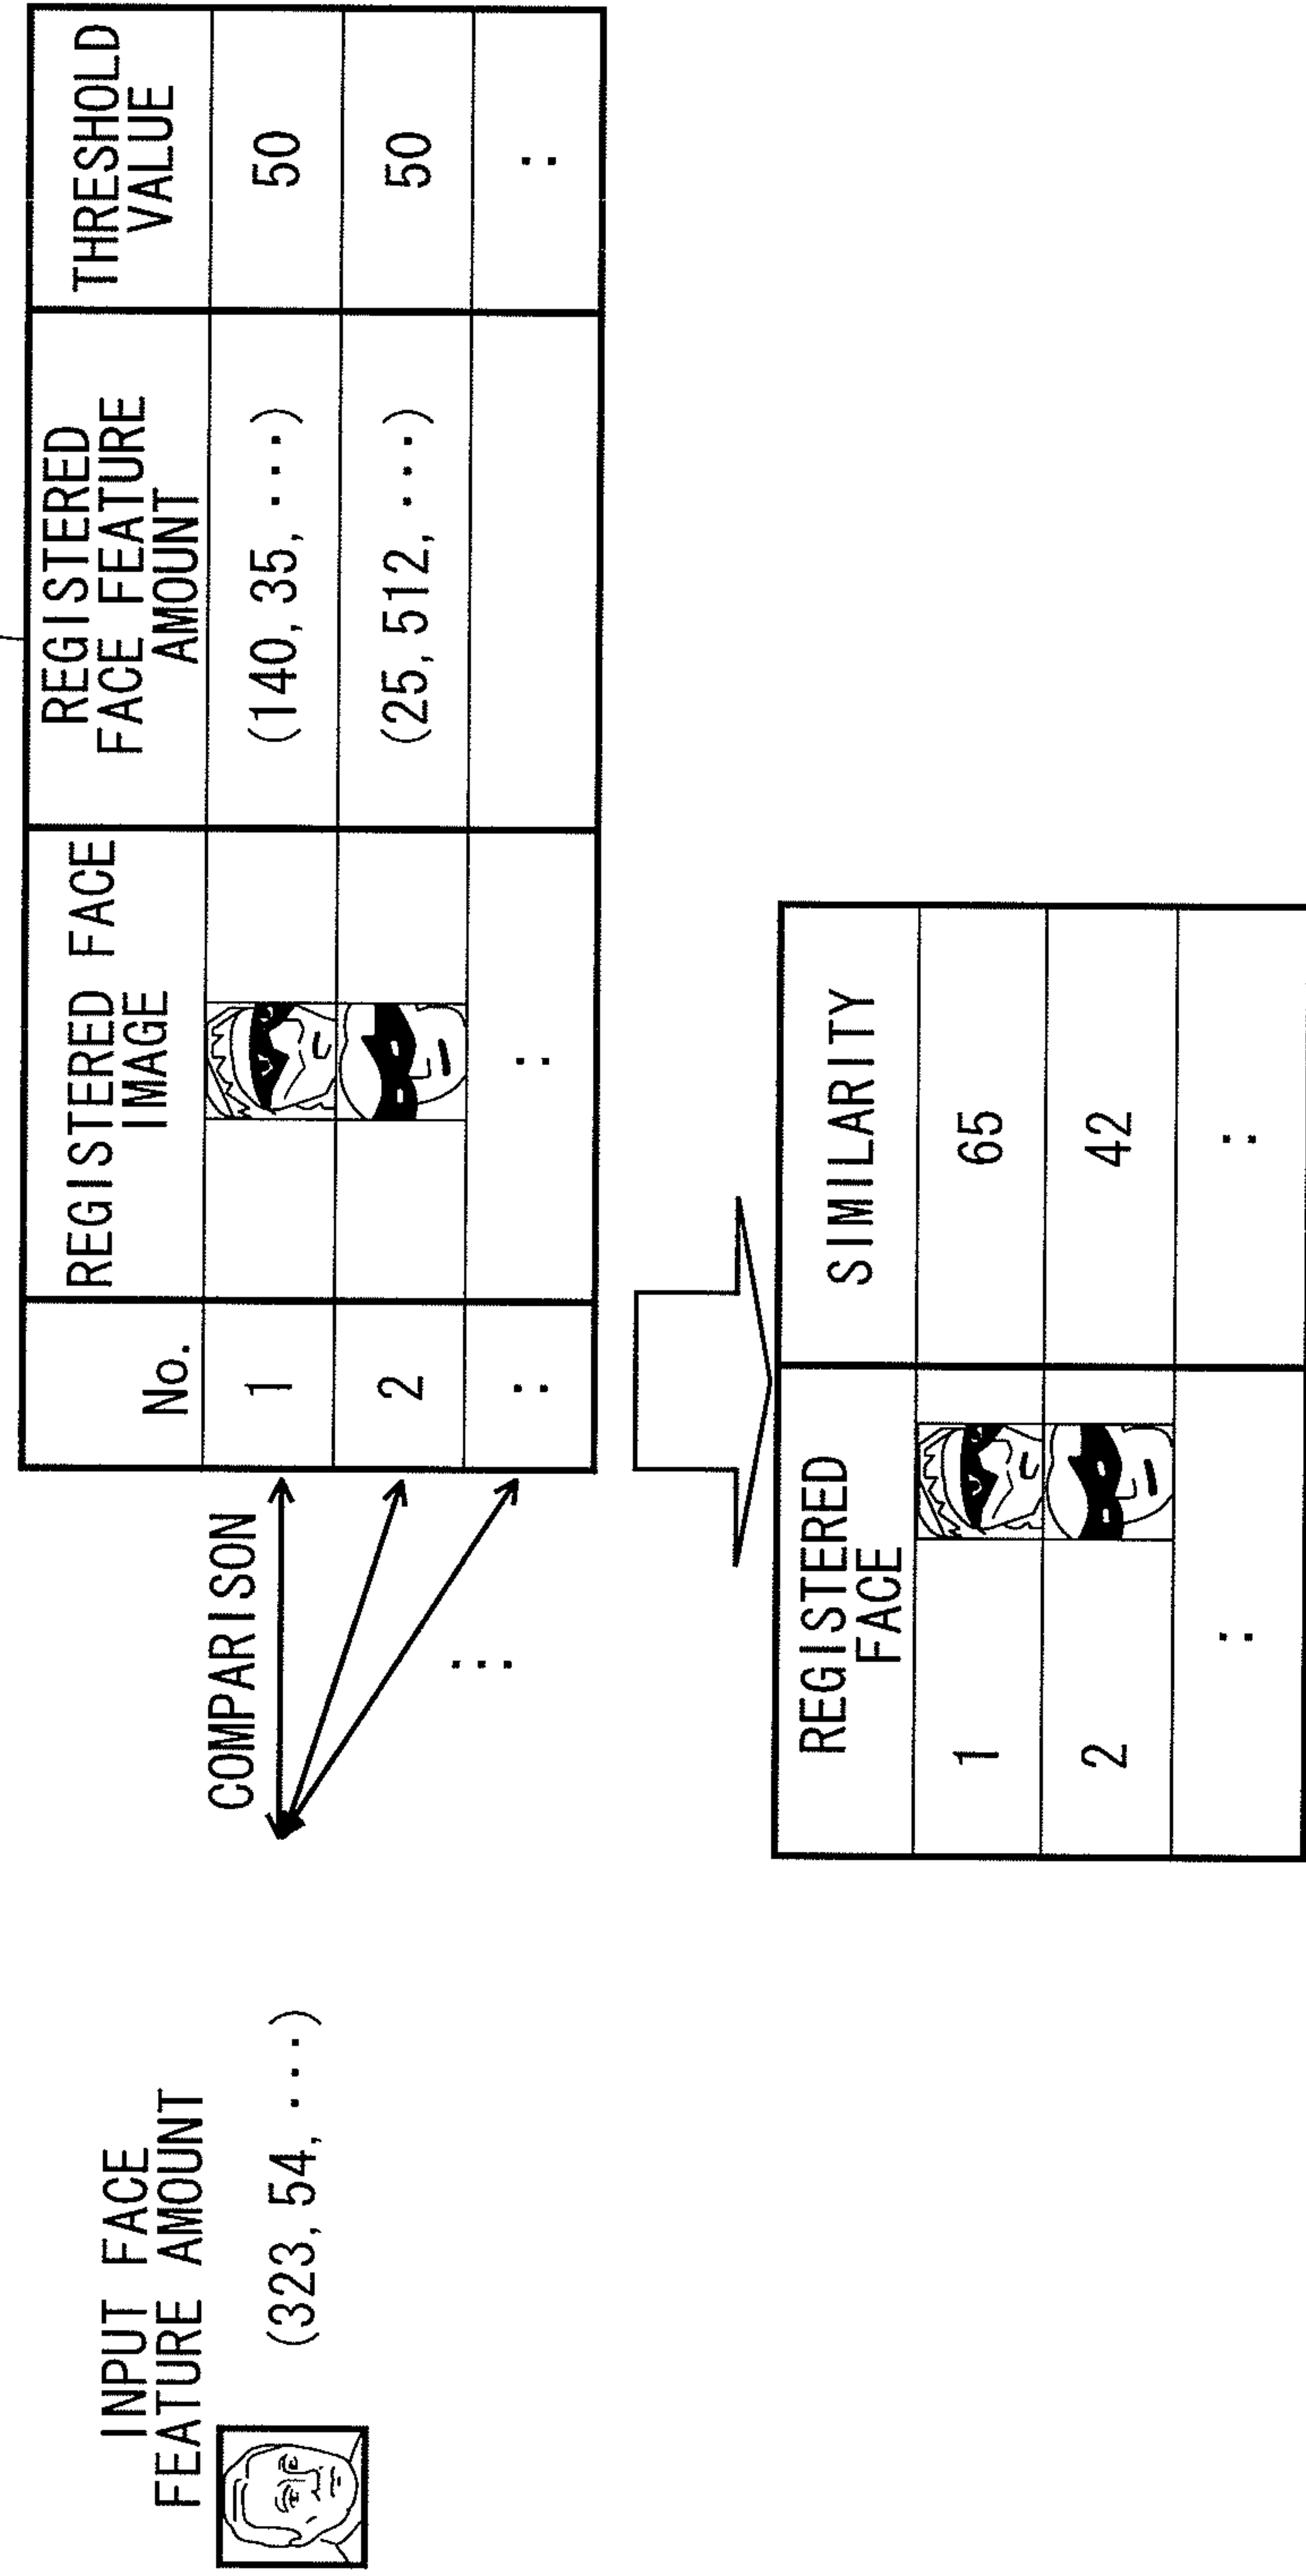 INPUT FACE
FEATURE AMOUNT
(323, 54, ···)
COMPARISON
···
No.
REGISTERED FACE
IMAGE
REGISTERED
FACE FEATURE
AMOUNT
THRESHOLD
VALUE
1
(140, 35, ···)
50
2
(25, 512, ···)
50
:
:
:
REGISTERED
FACE
SIMILARITY
1
65
2
42
:
: